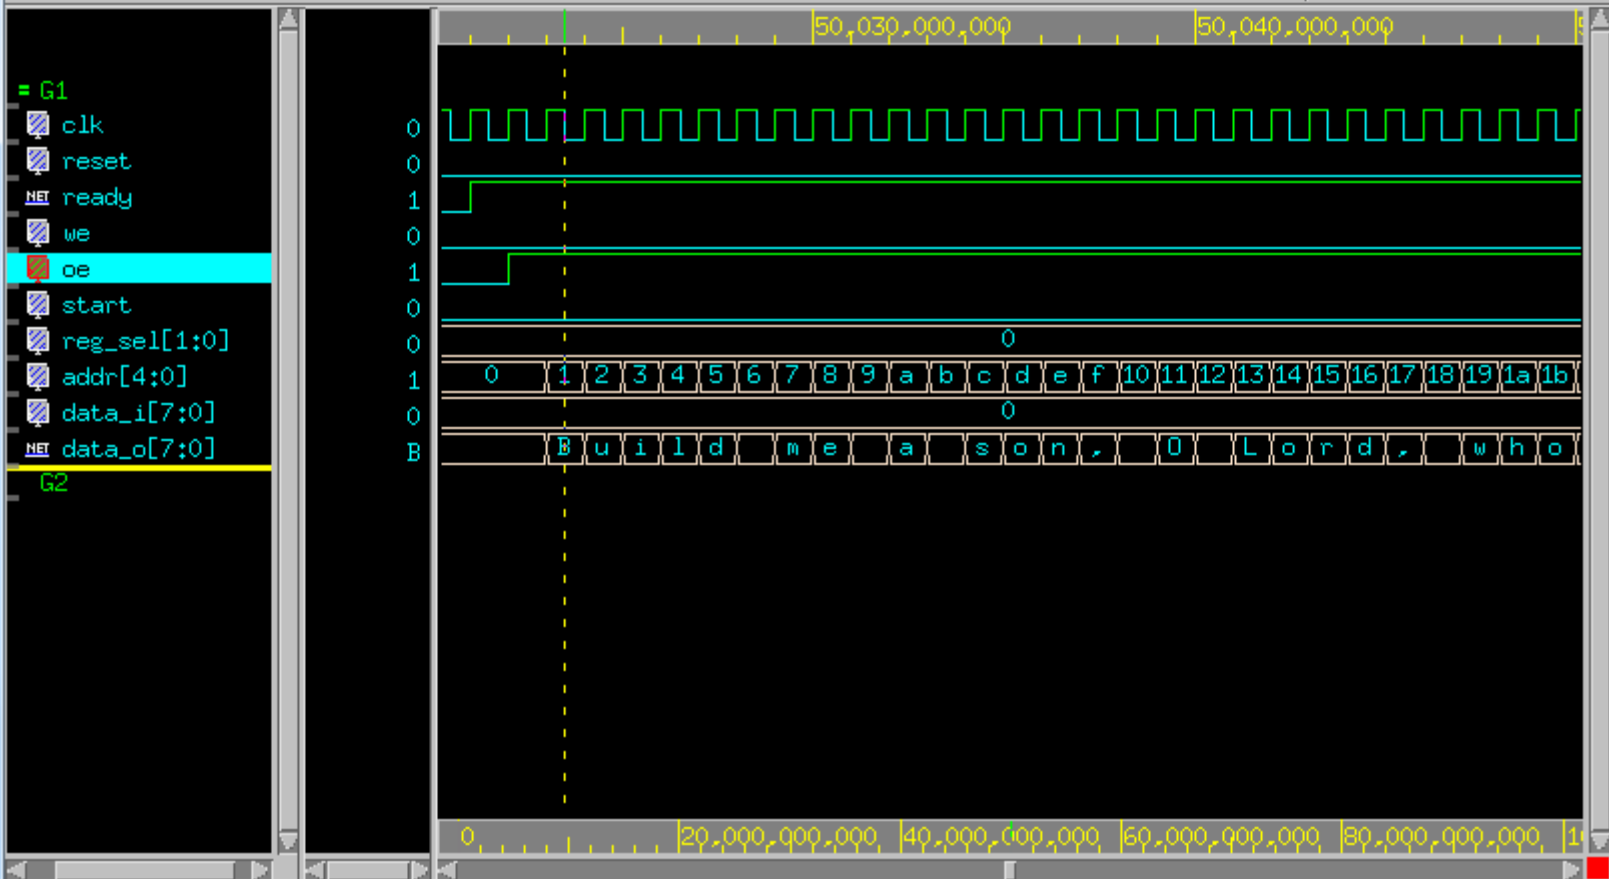 50,030,000,000 50,040,000,000
= G1
clk 0
reset 0
NET ready 1
we 0
oe 1
start 0
reg_sel[1:0] 0 0
addr[4:0] 1 0 1 2 3 4 5 6 7 8 9 a b c d e f 10 11 12 13 14 15 16 17 18 19 1a 1b
data_i[7:0] 0 0
NET data_o[7:0] B B u i l d m e a s o n , O L o r d , w h o
G2
0 20,000,000,000 40,000,000,000 60,000,000,000 80,000,000,000